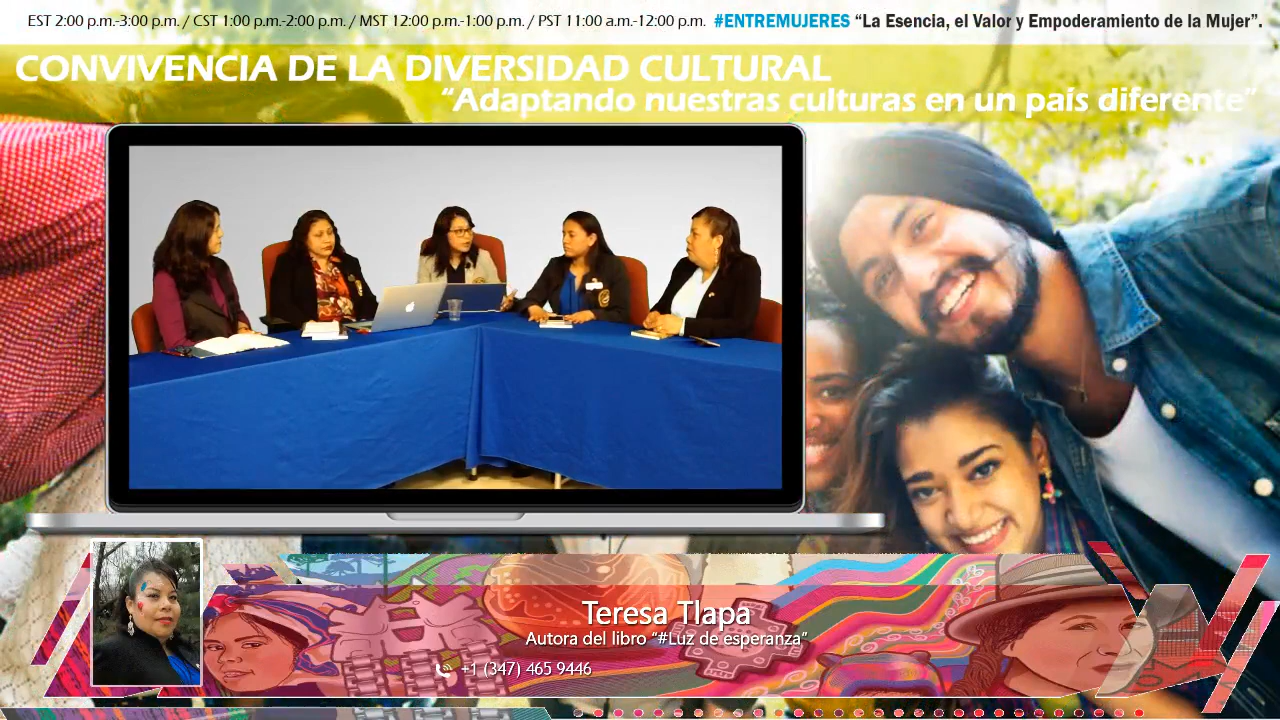 EST 2:00 p.m.-3:00 p.m. / CST 1:00 p.m.-2:00 p.m. / MST 12:00 p.m.-1:00 p.m. / PST 11:00 a.m.-12:00 p.m. #ENTREMUJERES “La Esencia, el Valor y Empoderamiento de la Mujer”.
CONVIVENCIA DE LA DIVERSIDAD CULTURAL
“Adaptando nuestras culturas en un país diferente”
Teresa Tlapa
Autora del libro “#Luz de esperanza”
+1 (347) 465 9446